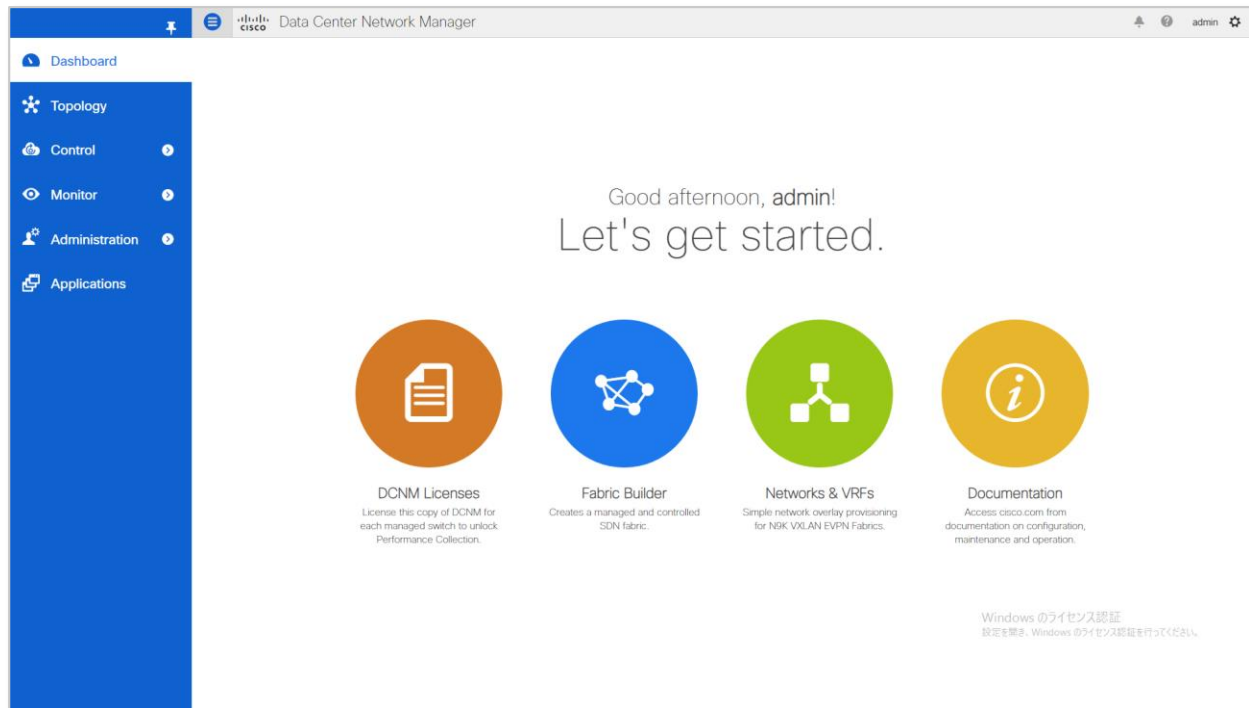 cisco Data Center Network Manager
admin
Dashboard
Topology
Control
Monitor
Administration
Applications
Good afternoon, admin!
Let's get started.
DCNM Licenses
License this copy of DCNM for
each managed switch to unlock
Performance Collection.
Fabric Builder
Creates a managed and controlled
SDN fabric.
Networks & VRFs
Simple network overlay provisioning
for N9K VXLAN EVPN Fabrics.
Documentation
Access cisco.com from
documentation on configuration,
maintenance and operation.
Windows のライセンス認証
設定を開き、Windows のライセンス認証を行ってください。